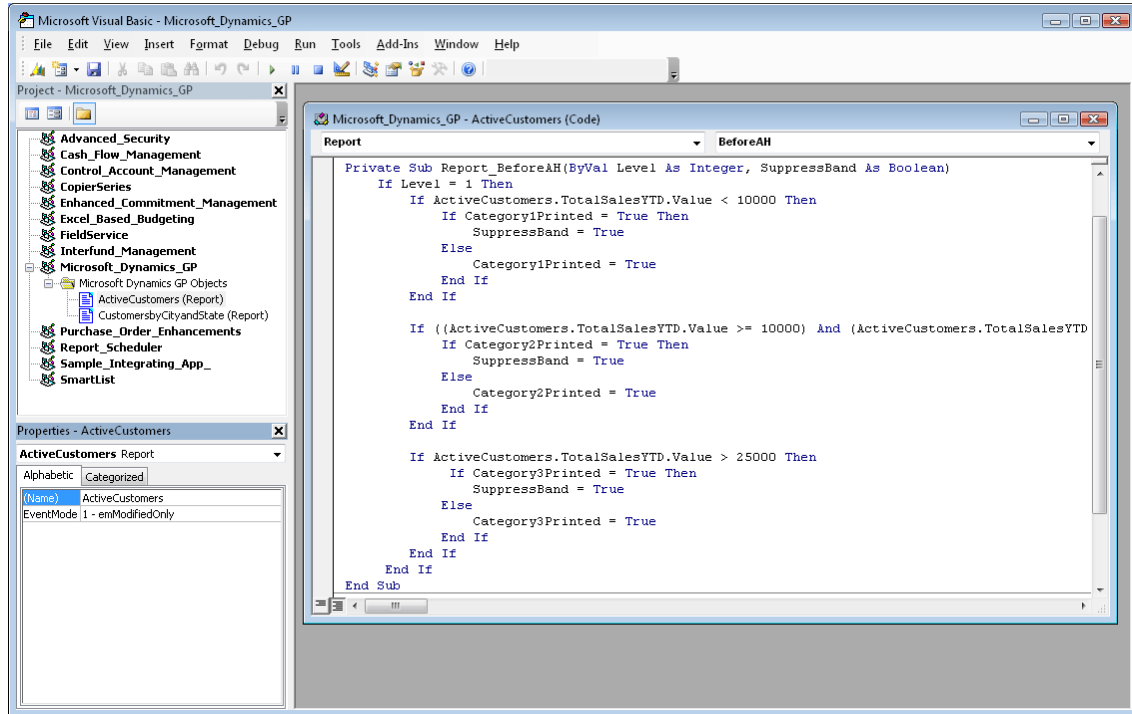 Microsoft Visual Basic - Microsoft_Dynamics_GP
File Edit View Insert Format Debug Run Tools Add-Ins Window Help
Project - Microsoft_Dynamics_GP
Advanced_Security
Cash_Flow_Management
Control_Account_Management
CopierSeries
Enhanced_Commitment_Management
Excel_Based_Budgeting
FieldService
Interfund_Management
Microsoft_Dynamics_GP
Microsoft Dynamics GP Objects
ActiveCustomers (Report)
CustomersbyCityandState (Report)
Purchase_Order_Enhancements
Report_Scheduler
Sample_Integrating_App_
SmartList
Properties - ActiveCustomers
ActiveCustomers Report
Alphabetic Categorized
(Name) ActiveCustomers
EventMode 1 - emModifiedOnly
Microsoft_Dynamics_GP - ActiveCustomers (Code)
Report BeforeAH
Private Sub Report_BeforeAH(ByVal Level As Integer, SuppressBand As Boolean)
If Level = 1 Then
If ActiveCustomers.TotalSalesYTD.Value < 10000 Then
If Category1Printed = True Then
SuppressBand = True
Else
Category1Printed = True
End If
End If
If ((ActiveCustomers.TotalSalesYTD.Value >= 10000) And (ActiveCustomers.TotalSalesYTD
If Category2Printed = True Then
SuppressBand = True
Else
Category2Printed = True
End If
End If
If ActiveCustomers.TotalSalesYTD.Value > 25000 Then
If Category3Printed = True Then
SuppressBand = True
Else
Category3Printed = True
End If
End If
End If
End Sub